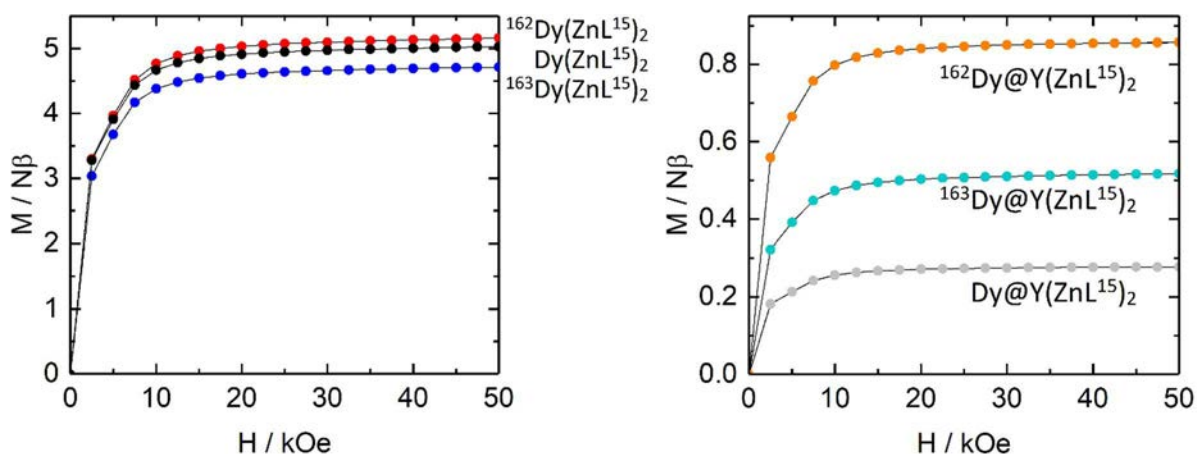 M / Nβ
5
4
3
2
1
0
0 10 20 30 40 50
H / kOe
¹⁶²Dy(ZnL¹⁵)₂
Dy(ZnL¹⁵)₂
¹⁶³Dy(ZnL¹⁵)₂
M / Nβ
0.8
0.6
0.4
0.2
0.0
0 10 20 30 40 50
H / kOe
¹⁶²Dy@Y(ZnL¹⁵)₂
¹⁶³Dy@Y(ZnL¹⁵)₂
Dy@Y(ZnL¹⁵)₂